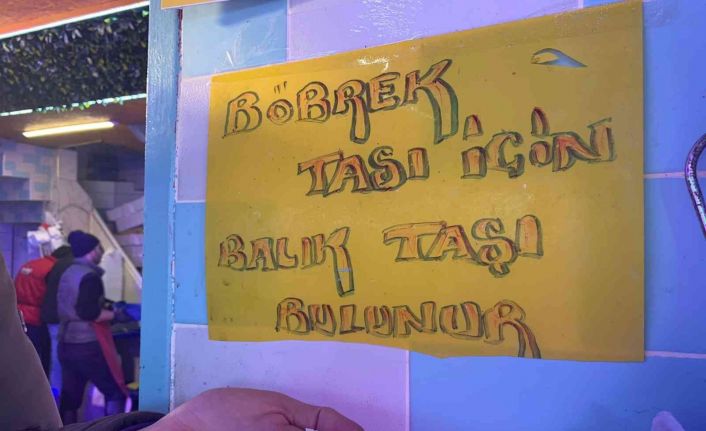 BÖBREK
TAŞI İÇİN
BALIK TAŞI
BULUNUR